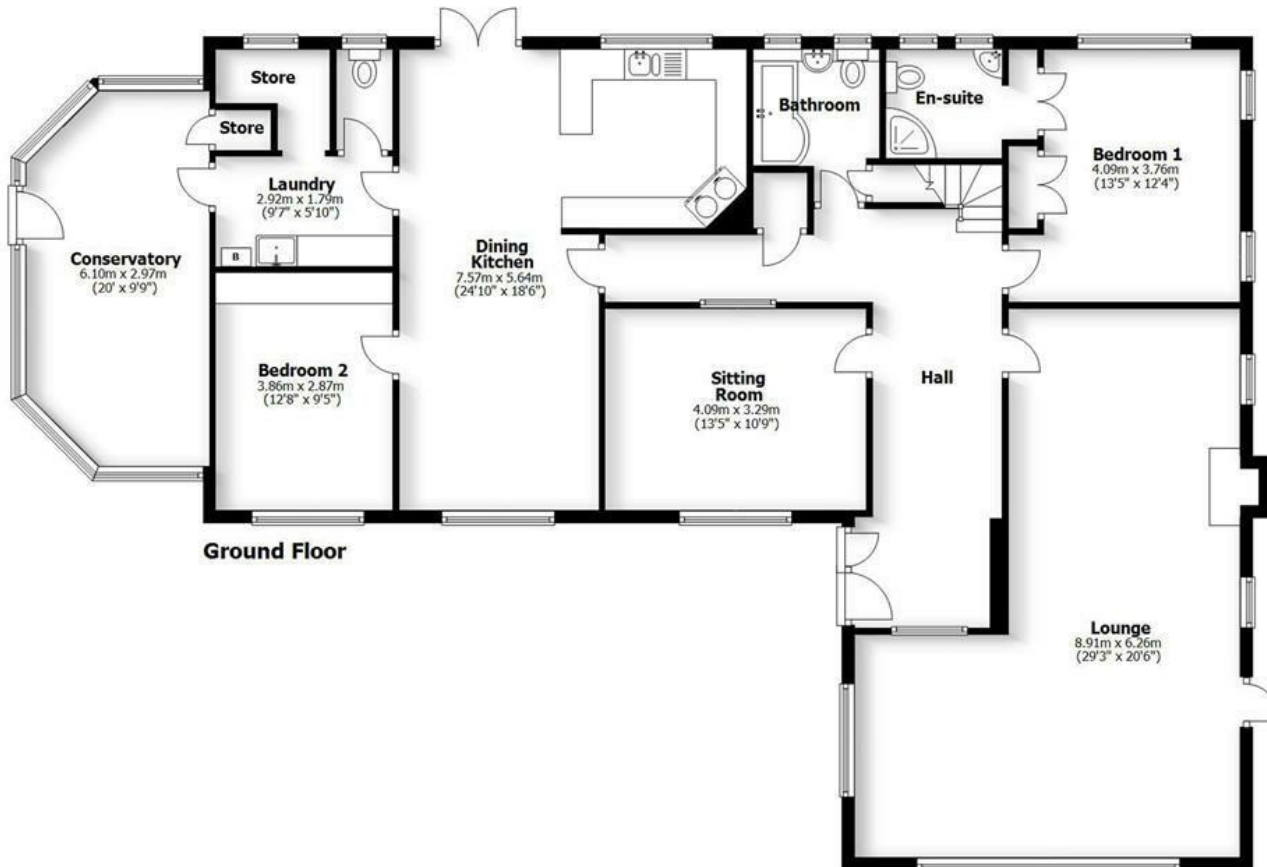 Store
Store
Laundry
2.92m x 1.79m
(9'7" x 5'10")
B
Conservatory
6.10m x 2.97m
(20' x 9'9")
Bedroom 2
3.86m x 2.87m
(12'8" x 9'5")
Dining
Kitchen
7.57m x 5.64m
(24'10" x 18'6")
Bathroom
En-suite
Bedroom 1
4.09m x 3.76m
(13'5" x 12'4")
Sitting
Room
4.09m x 3.29m
(13'5" x 10'9")
Hall
Lounge
8.91m x 6.26m
(29'3" x 20'6")
Ground Floor